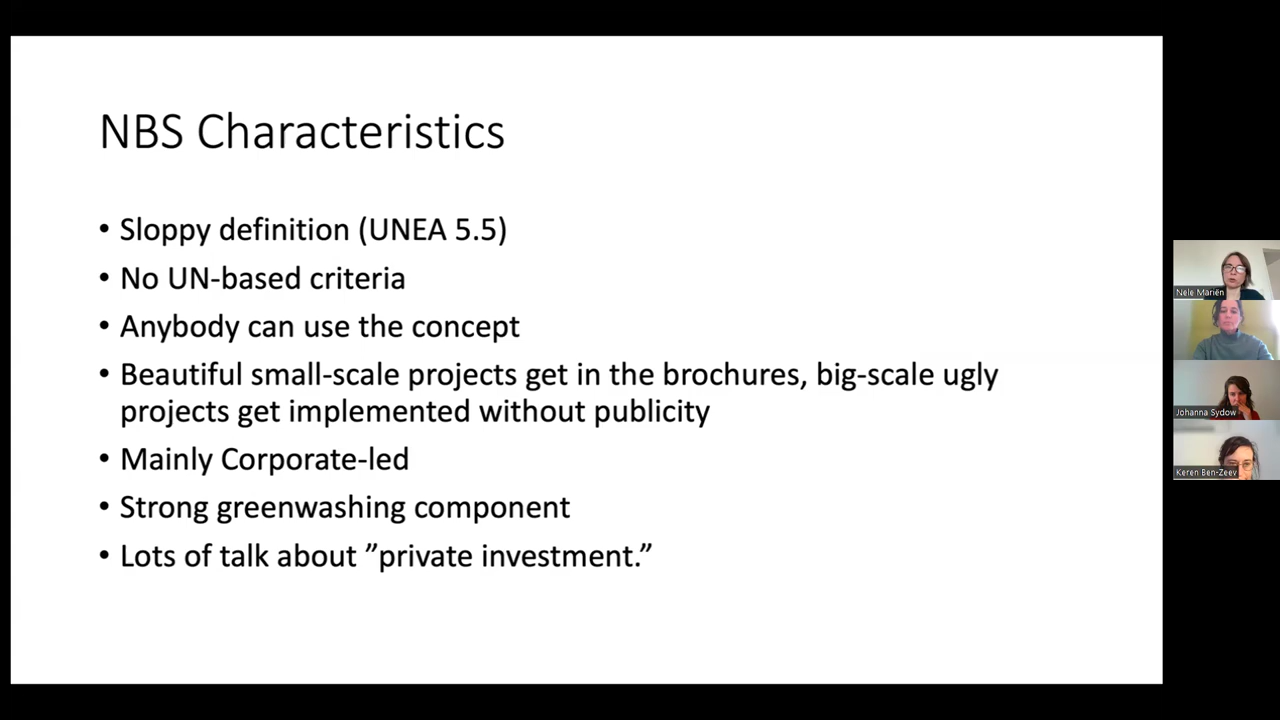 NBS Characteristics
• Sloppy definition (UNEA 5.5)
• No UN-based criteria
• Anybody can use the concept
• Beautiful small-scale projects get in the brochures, big-scale ugly
projects get implemented without publicity
• Mainly Corporate-led
• Strong greenwashing component
• Lots of talk about ”private investment.”
Nele Marien
Johanna Sydow
Keren Ben-Zeev